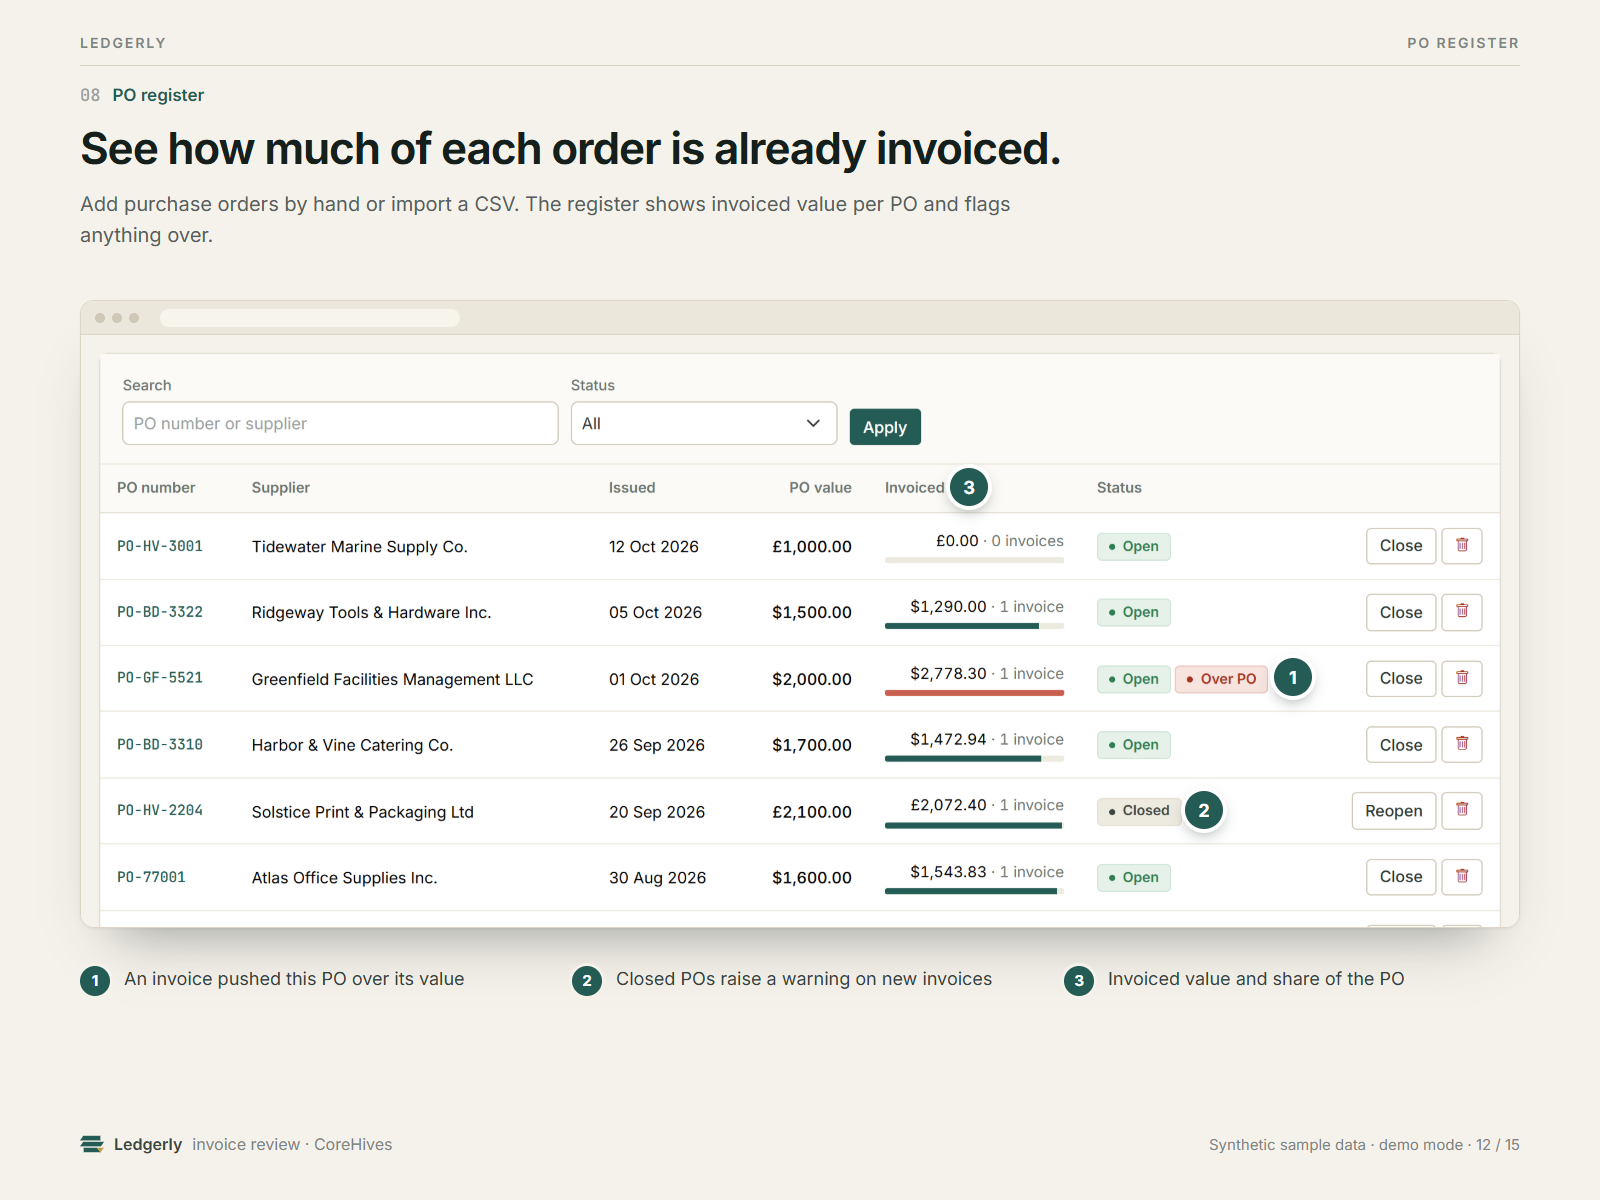 LEDGERLY
PO REGISTER
08 PO register
See how much of each order is already invoiced.
Add purchase orders by hand or import a CSV. The register shows invoiced value per PO and flags
anything over.
Search
Status
PO number or supplier
All
Apply
PO number Supplier Issued PO value Invoiced 3 Status
PO-HV-3001 Tidewater Marine Supply Co. 12 Oct 2026 £1,000.00 £0.00 · 0 invoices Open Close
PO-BD-3322 Ridgeway Tools & Hardware Inc. 05 Oct 2026 $1,500.00 $1,290.00 · 1 invoice Open Close
PO-GF-5521 Greenfield Facilities Management LLC 01 Oct 2026 $2,000.00 $2,778.30 · 1 invoice Open Over PO 1 Close
PO-BD-3310 Harbor & Vine Catering Co. 26 Sep 2026 $1,700.00 $1,472.94 · 1 invoice Open Close
PO-HV-2204 Solstice Print & Packaging Ltd 20 Sep 2026 £2,100.00 £2,072.40 · 1 invoice Closed 2 Reopen
PO-77001 Atlas Office Supplies Inc. 30 Aug 2026 $1,600.00 $1,543.83 · 1 invoice Open Close
1 An invoice pushed this PO over its value
2 Closed POs raise a warning on new invoices
3 Invoiced value and share of the PO
Ledgerly invoice review · CoreHives
Synthetic sample data · demo mode · 12 / 15